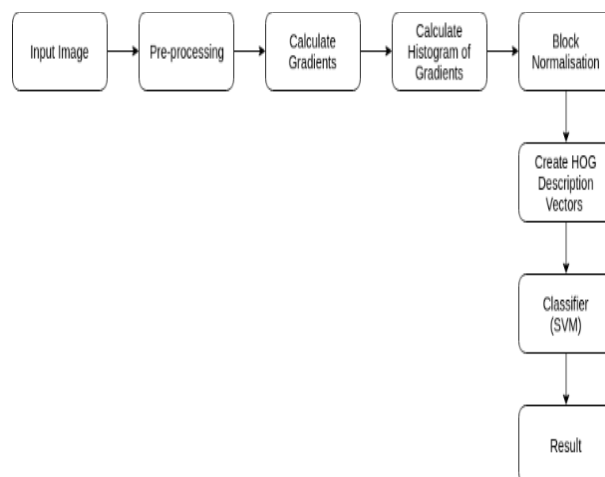 Input Image
Pre-processing
Calculate
Gradients
Calculate
Histogram of
Gradients
Block
Normalisation
Create HOG
Description
Vectors
Classifier
(SVM)
Result